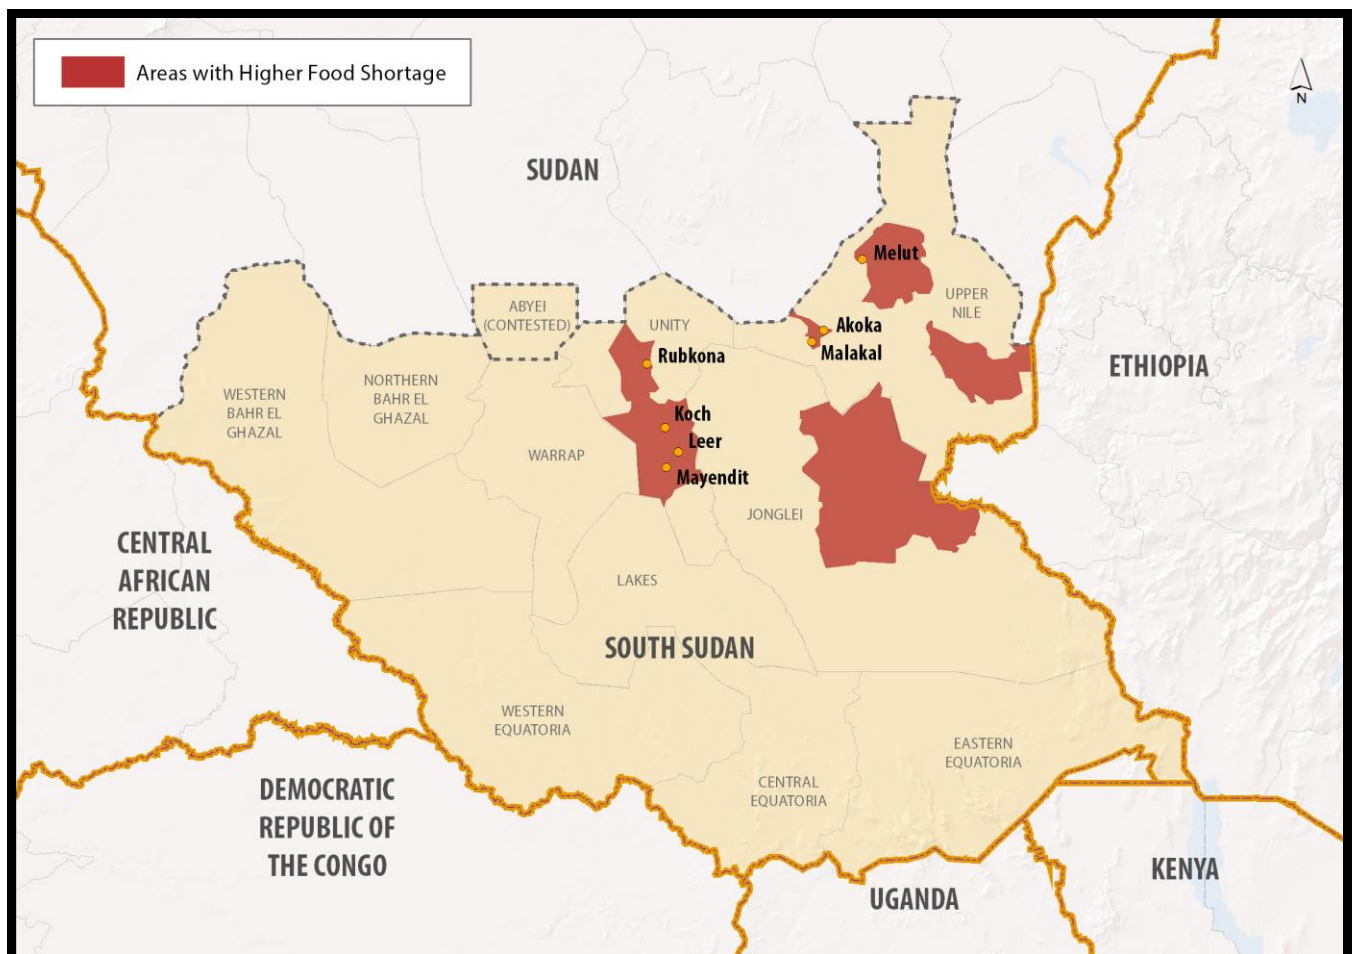 Areas with Higher Food Shortage
N
SUDAN
Melut
UPPER
NILE
ABYEI
(CONTESTED)
UNITY
Akoka
Malakal
Rubkona
ETHIOPIA
NORTHERN
BAHR EL
GHAZAL
WESTERN
BAHR EL
GHAZAL
Koch
Leer
WARRAP
Mayendit
JONGLEI
CENTRAL
AFRICAN
REPUBLIC
LAKES
SOUTH SUDAN
WESTERN
EQUATORIA
EASTERN
EQUATORIA
CENTRAL
EQUATORIA
DEMOCRATIC
REPUBLIC OF
THE CONGO
KENYA
UGANDA